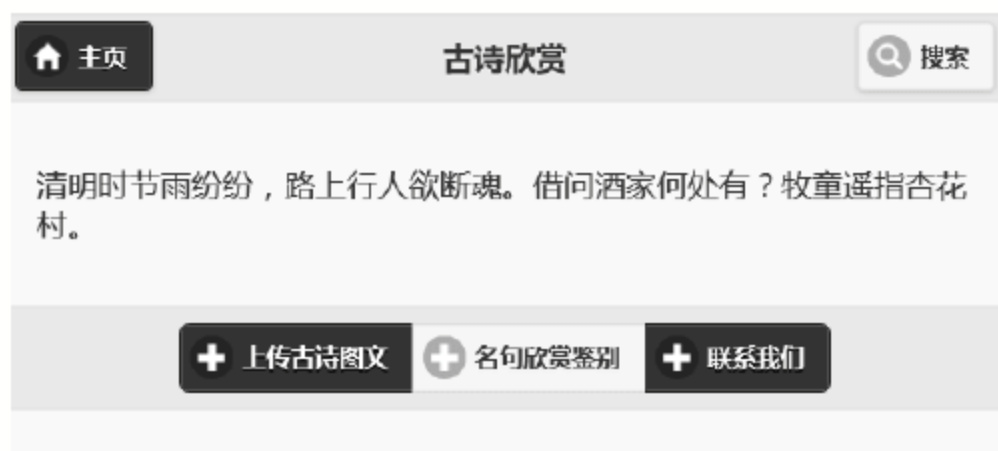 主页 古诗欣赏 搜索
清明时节雨纷纷，路上行人欲断魂。借问酒家何处有？牧童遥指杏花
村。
上传古诗图文 名句欣赏鉴别 联系我们